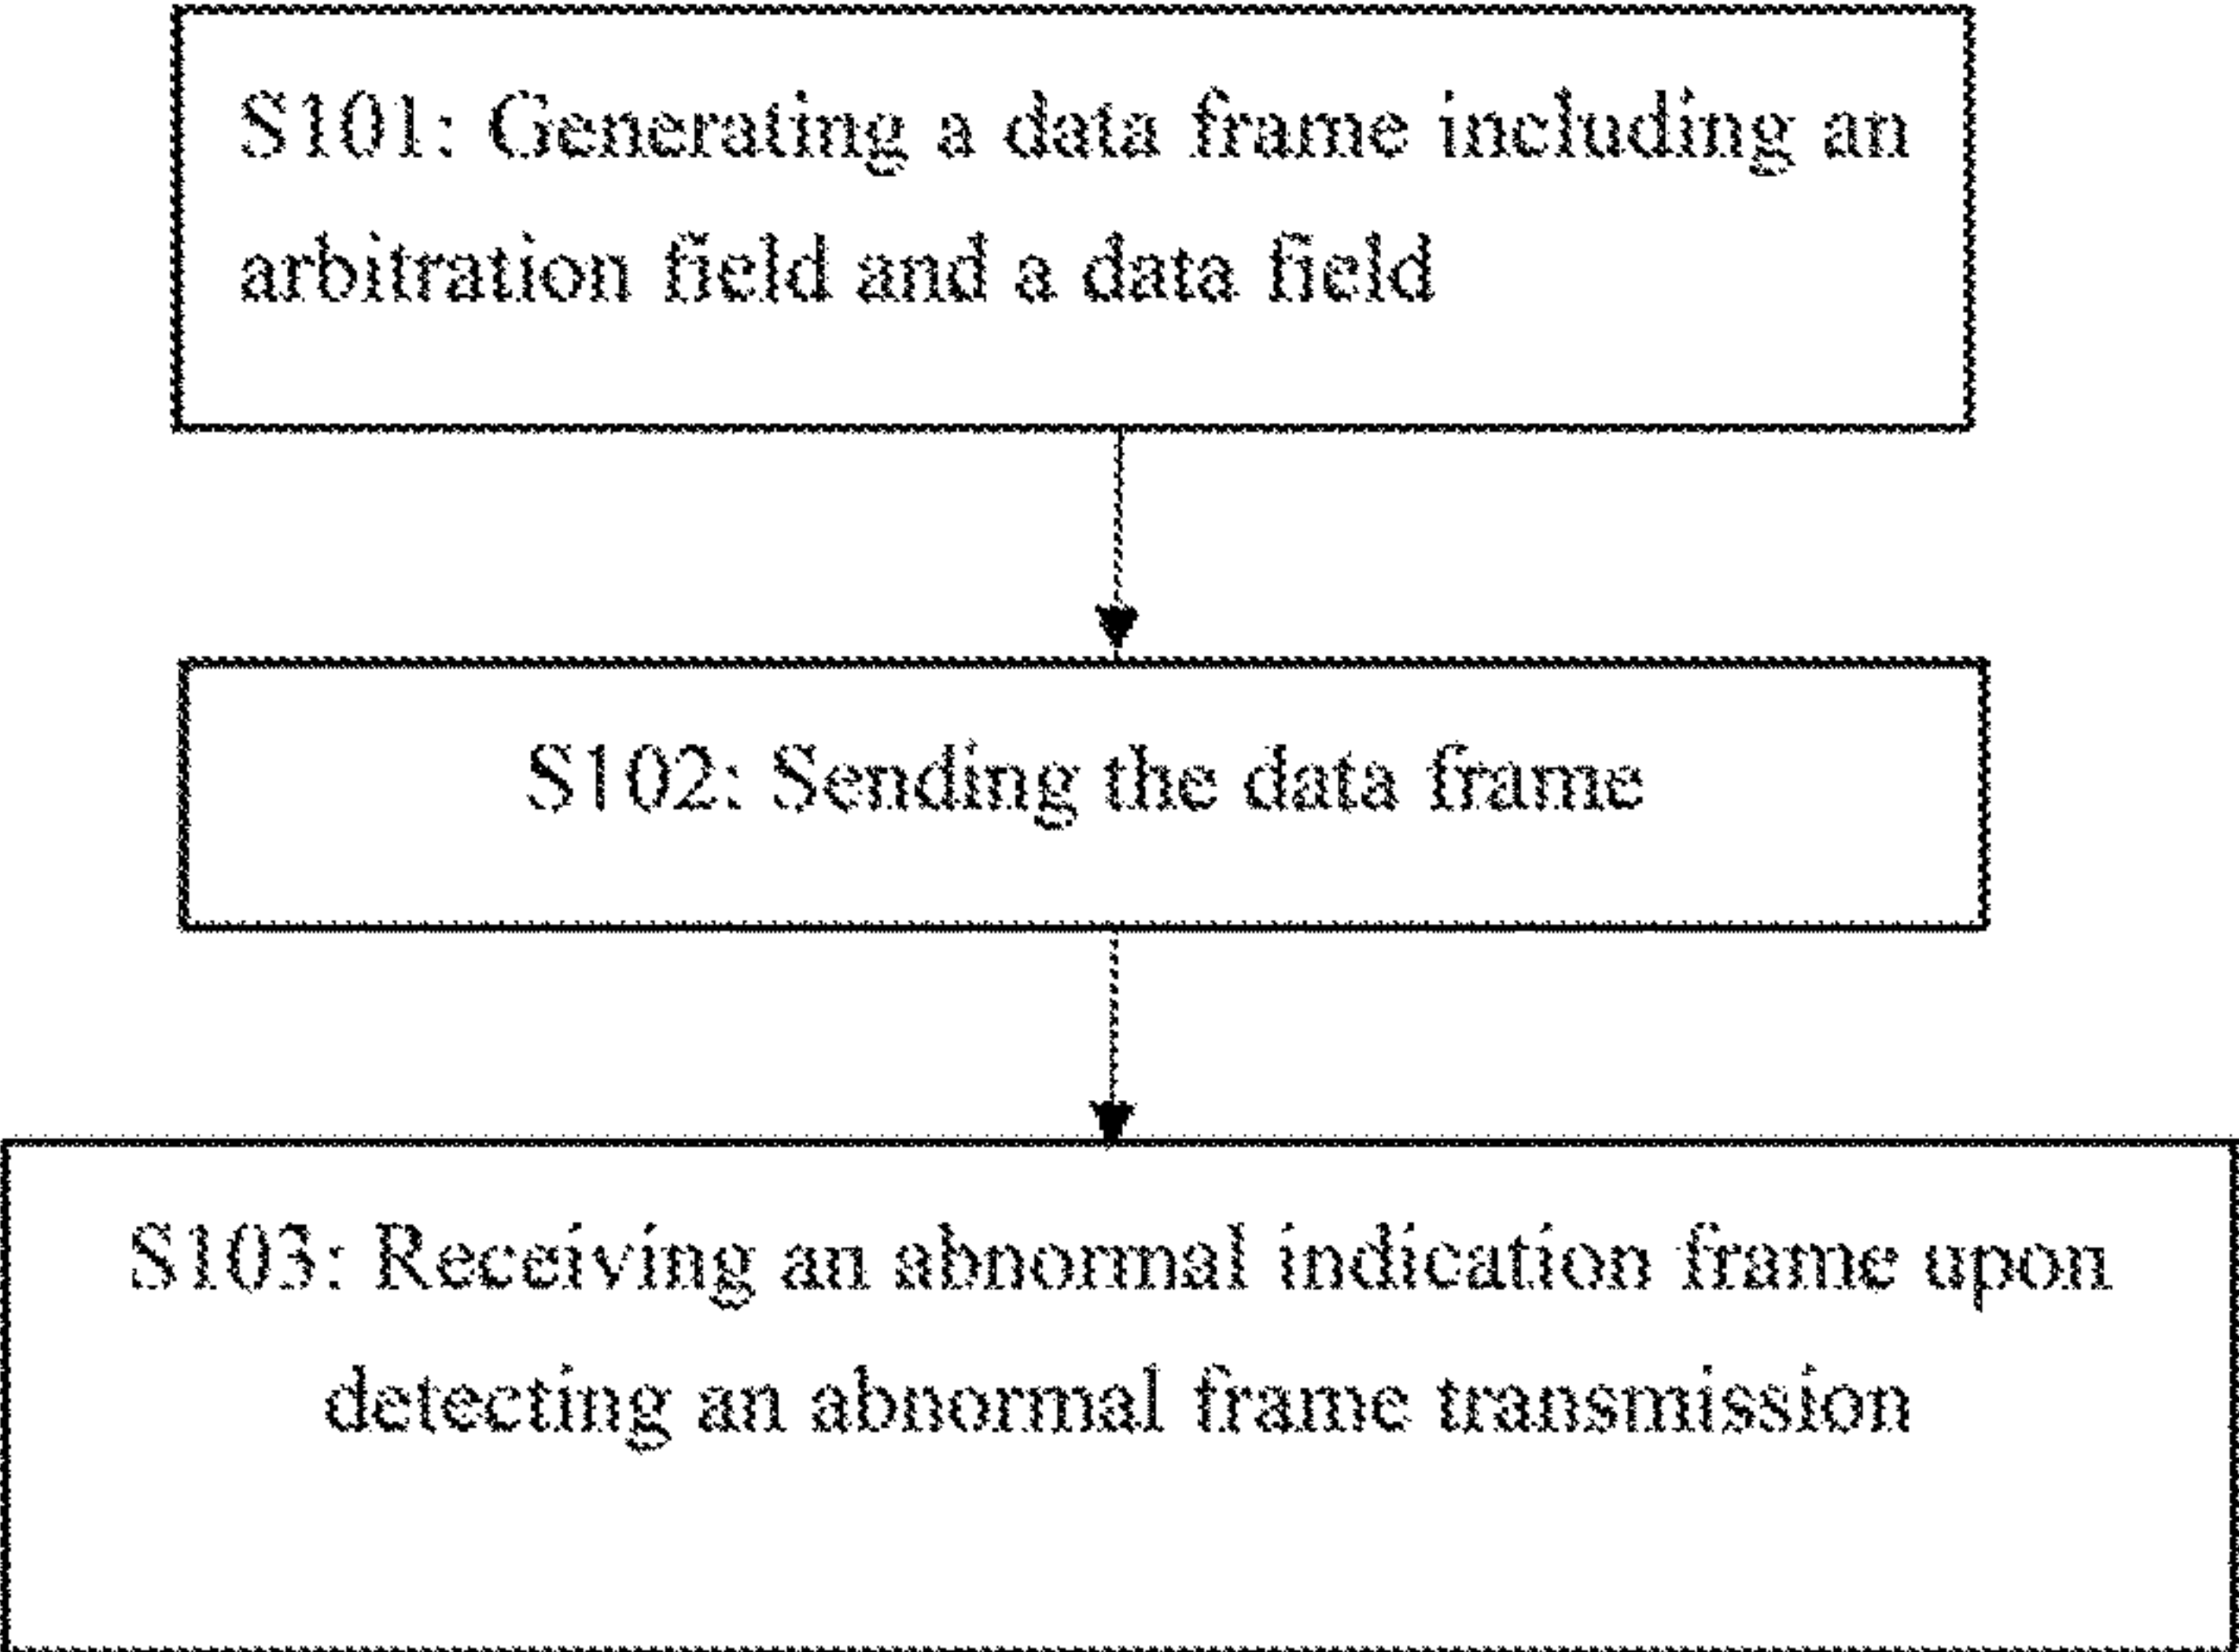 S101: Generating a data frame including an
arbitration field and a data field
S102: Sending the data frame
S103: Receiving an abnormal indication frame upon
detecting an abnormal frame transmission